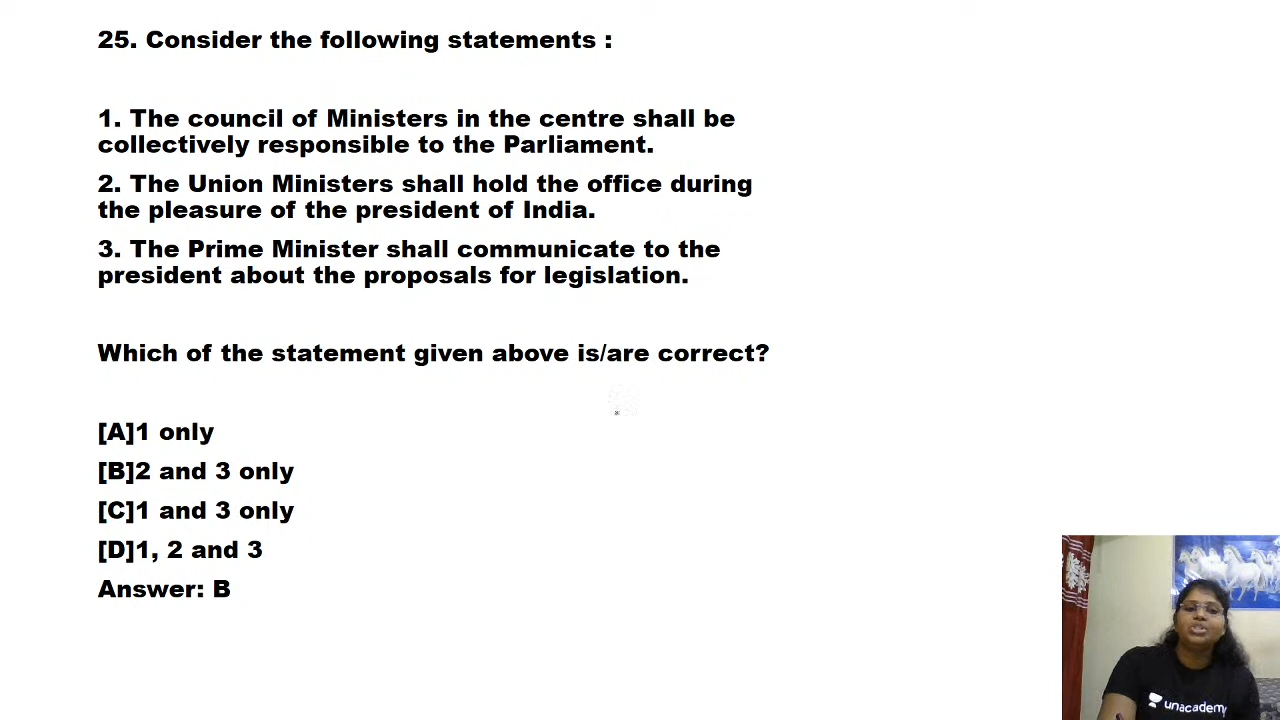 25. Consider the following statements :
1. The council of Ministers in the centre shall be
collectively responsible to the Parliament.
2. The Union Ministers shall hold the office during
the pleasure of the president of India.
3. The Prime Minister shall communicate to the
president about the proposals for legislation.
Which of the statement given above is/are correct?
[A]1 only
[B]2 and 3 only
[C]1 and 3 only
[D]1, 2 and 3
Answer: B
unacademy